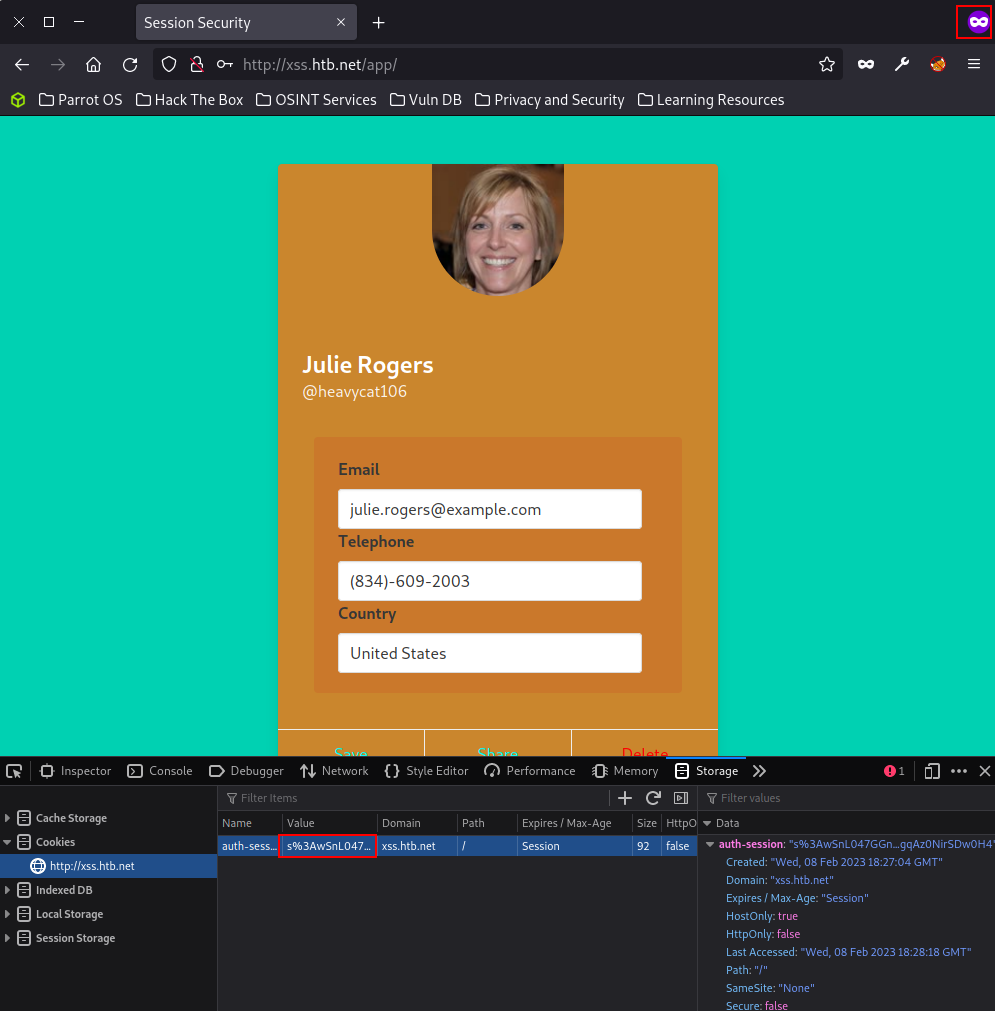 Session Security
http://xss.htb.net/app/
Parrot OS Hack The Box OSINT Services Vuln DB Privacy and Security Learning Resources
Julie Rogers
@heavycat106
Email
julie.rogers@example.com
Telephone
(834)-609-2003
Country
United States
Save Share Delete
Inspector Console Debugger Network Style Editor Performance Memory Storage 1
Cache Storage
Cookies
http://xss.htb.net
Indexed DB
Local Storage
Session Storage
Filter Items
Name Value Domain Path Expires / Max-Age Size HttpO
auth-sess... s%3AwSnL047... xss.htb.net / Session 92 false
Filter values
Data
auth-session: "s%3AwSnL047GGn...gqAz0NirSDw0H4"
Created: "Wed, 08 Feb 2023 18:27:04 GMT"
Domain: "xss.htb.net"
Expires / Max-Age: "Session"
HostOnly: true
HttpOnly: false
Last Accessed: "Wed, 08 Feb 2023 18:28:18 GMT"
Path: "/"
SameSite: "None"
Secure: false